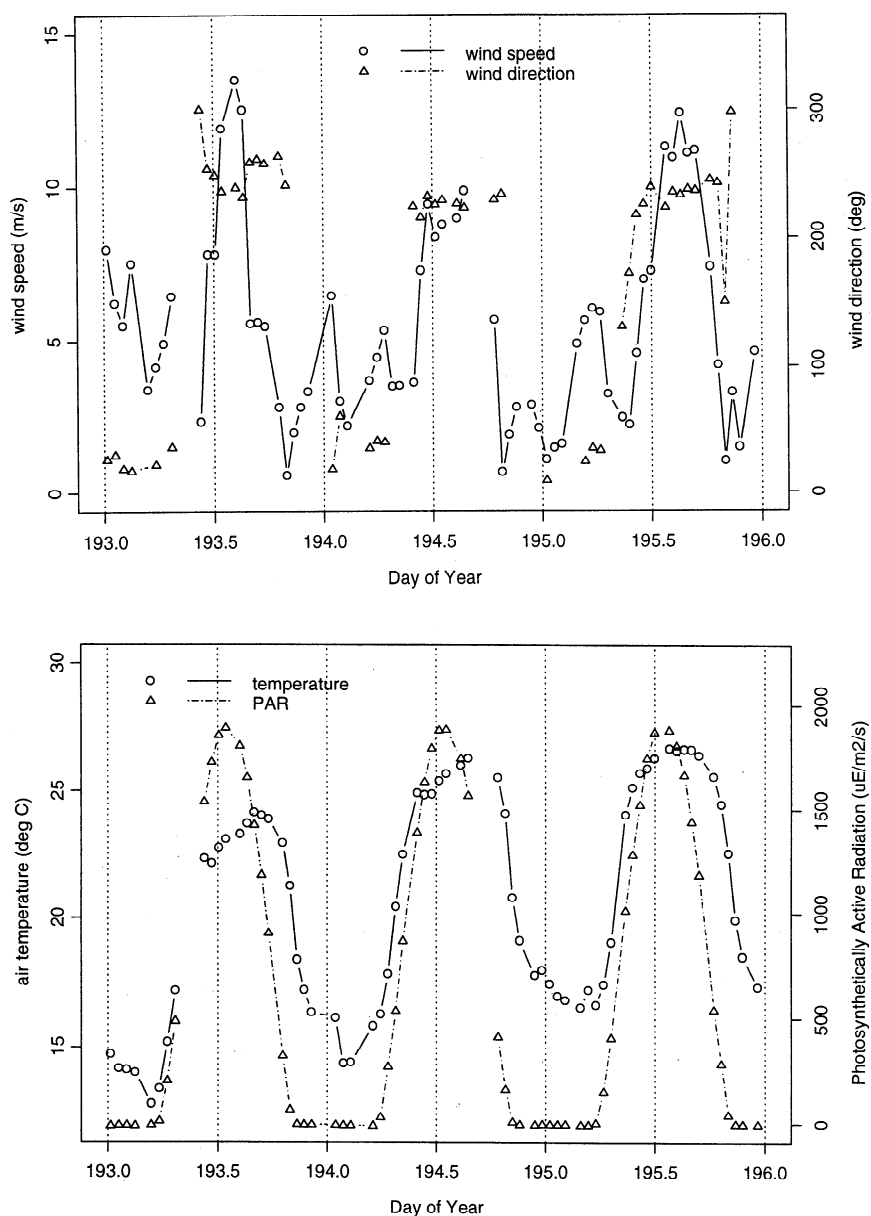 wind speed
wind direction
wind speed (m/s)
15
10
5
0
wind direction (deg)
300
200
100
0
193.0 193.5 194.0 194.5 195.0 195.5 196.0
Day of Year
temperature
PAR
air temperature (deg C)
30
25
20
15
Photosynthetically Active Radiation (uE/m2/s)
2000
1500
1000
500
0
193.0 193.5 194.0 194.5 195.0 195.5 196.0
Day of Year